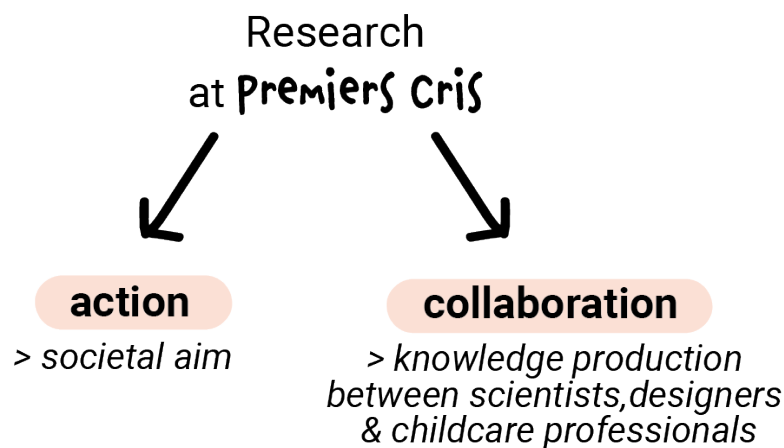 Research
at Premiers Cris
action
> societal aim
collaboration
> knowledge production
between scientists,designers
& childcare professionals